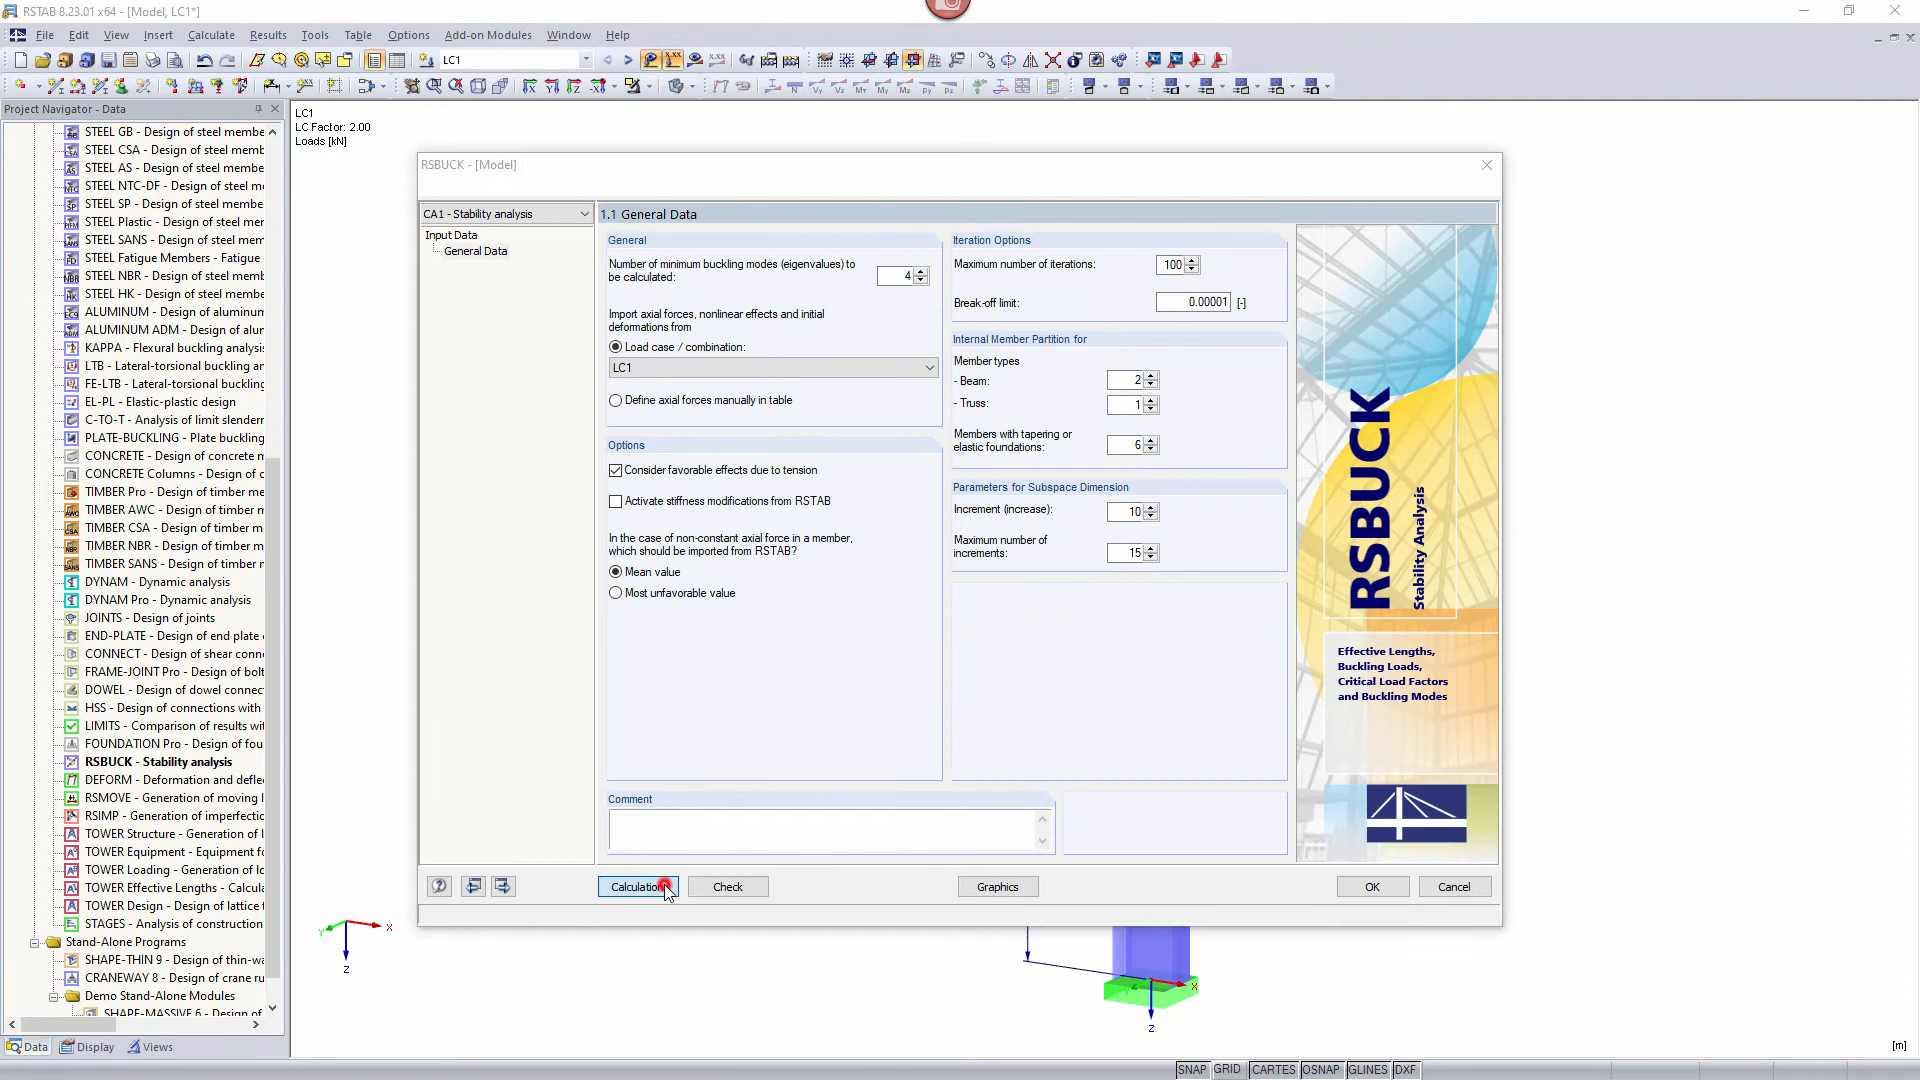 RSTAB 8.23.01 x64 - [Model, LC1*]
File Edit View Insert Calculate Results Tools Table Options Add-on Modules Window Help
LC1
Project Navigator - Data
STEEL GB - Design of steel membe
STEEL CSA - Design of steel memb
STEEL AS - Design of steel membe
STEEL NTC-DF - Design of steel me
STEEL SP - Design of steel membe
STEEL Plastic - Design of steel mer
STEEL SANS - Design of steel mem
STEEL Fatigue Members - Fatigue
STEEL NBR - Design of steel memb
STEEL HK - Design of steel membe
ALUMINUM - Design of aluminum
ALUMINUM ADM - Design of alur
KAPPA - Flexural buckling analysis
LTB - Lateral-torsional buckling an
FE-LTB - Lateral-torsional buckling
EL-PL - Elastic-plastic design
C-TO-T - Analysis of limit slendern
PLATE-BUCKLING - Plate buckling
CONCRETE - Design of concrete m
CONCRETE Columns - Design of c
TIMBER Pro - Design of timber me
TIMBER AWC - Design of timber m
TIMBER CSA - Design of timber m
TIMBER NBR - Design of timber m
TIMBER SANS - Design of timber r
DYNAM - Dynamic analysis
DYNAM Pro - Dynamic analysis
JOINTS - Design of joints
END-PLATE - Design of end plate
CONNECT - Design of shear conn
FRAME-JOINT Pro - Design of bolt
DOWEL - Design of dowel connect
HSS - Design of connections with
LIMITS - Comparison of results wit
FOUNDATION Pro - Design of fou
RSBUCK - Stability analysis
DEFORM - Deformation and defle
RSMOVE - Generation of moving l
RSIMP - Generation of imperfectic
TOWER Structure - Generation of l
TOWER Equipment - Equipment fo
TOWER Loading - Generation of lo
TOWER Effective Lengths - Calcula
TOWER Design - Design of lattice t
STAGES - Analysis of construction
Stand-Alone Programs
SHAPE-THIN 9 - Design of thin-wa
CRANEWAY 8 - Design of crane ru
Demo Stand-Alone Modules
SHAPE-MASSIVE 6 - Design of
Data Display Views
LC1
LC Factor: 2.00
Loads [kN]
RSBUCK - [Model]
CA1 - Stability analysis
Input Data
General Data
1.1 General Data
General
Number of minimum buckling modes (eigenvalues) to
be calculated: 4
Import axial forces, nonlinear effects and initial
deformations from
Load case / combination:
LC1
Define axial forces manually in table
Options
Consider favorable effects due to tension
Activate stiffness modifications from RSTAB
In the case of non-constant axial force in a member,
which should be imported from RSTAB?
Mean value
Most unfavorable value
Iteration Options
Maximum number of iterations: 100
Break-off limit: 0.00001 [-]
Internal Member Partition for
Member types
- Beam: 2
- Truss: 1
Members with tapering or
elastic foundations: 6
Parameters for Subspace Dimension
Increment (increase): 10
Maximum number of
increments: 15
Comment
RSBUCK
Stability Analysis
Effective Lengths,
Buckling Loads,
Critical Load Factors
and Buckling Modes
Calculation Check Graphics OK Cancel
Y X
Z
X
Z
[m]
SNAP GRID CARTES OSNAP GLINES DXF